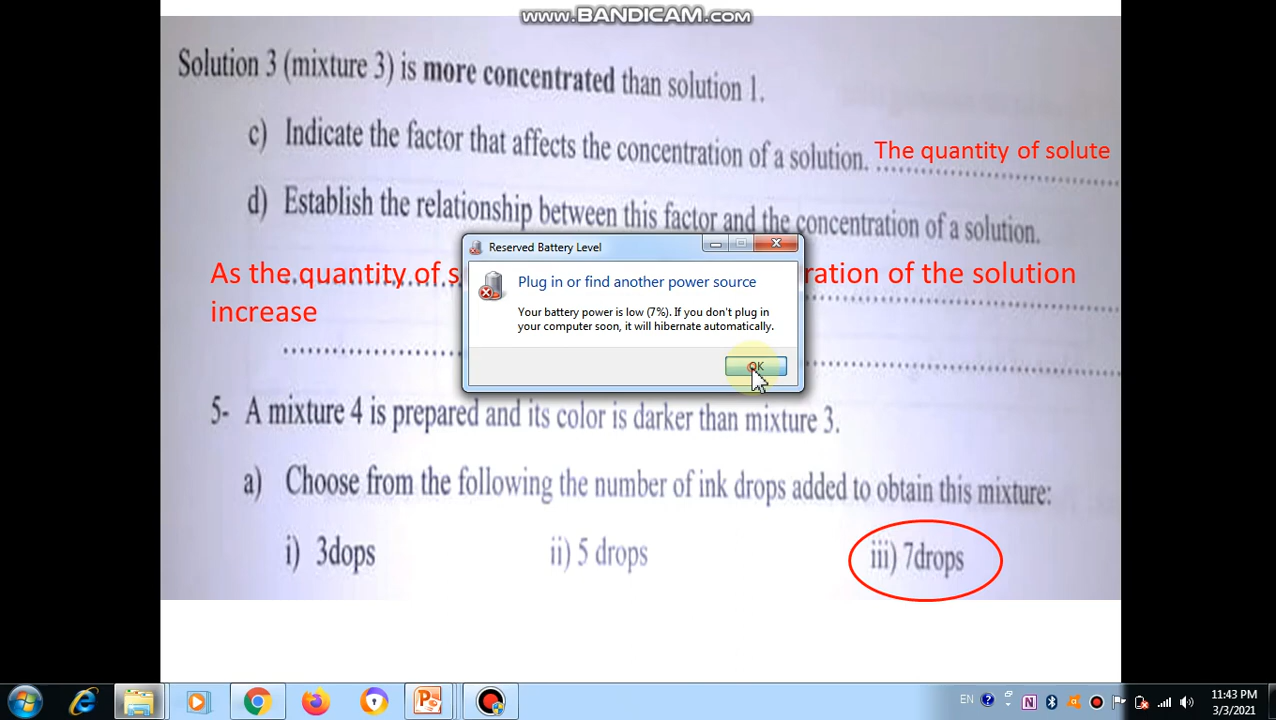 www.BANDICAM.com
Solution 3 (mixture 3) is more concentrated than solution 1.
c) Indicate the factor that affects the concentration of a solution. The quantity of solute
d) Establish the relationship between this factor and the concentration of a solution.
Reserved Battery Level
Plug in or find another power source
Your battery power is low (7%). If you don't plug in
your computer soon, it will hibernate automatically.
OK
As the quantity of s ration of the solution
increase
5- A mixture 4 is prepared and its color is darker than mixture 3.
a) Choose from the following the number of ink drops added to obtain this mixture:
i) 3dops ii) 5 drops iii) 7drops
EN
11:43 PM
3/3/2021